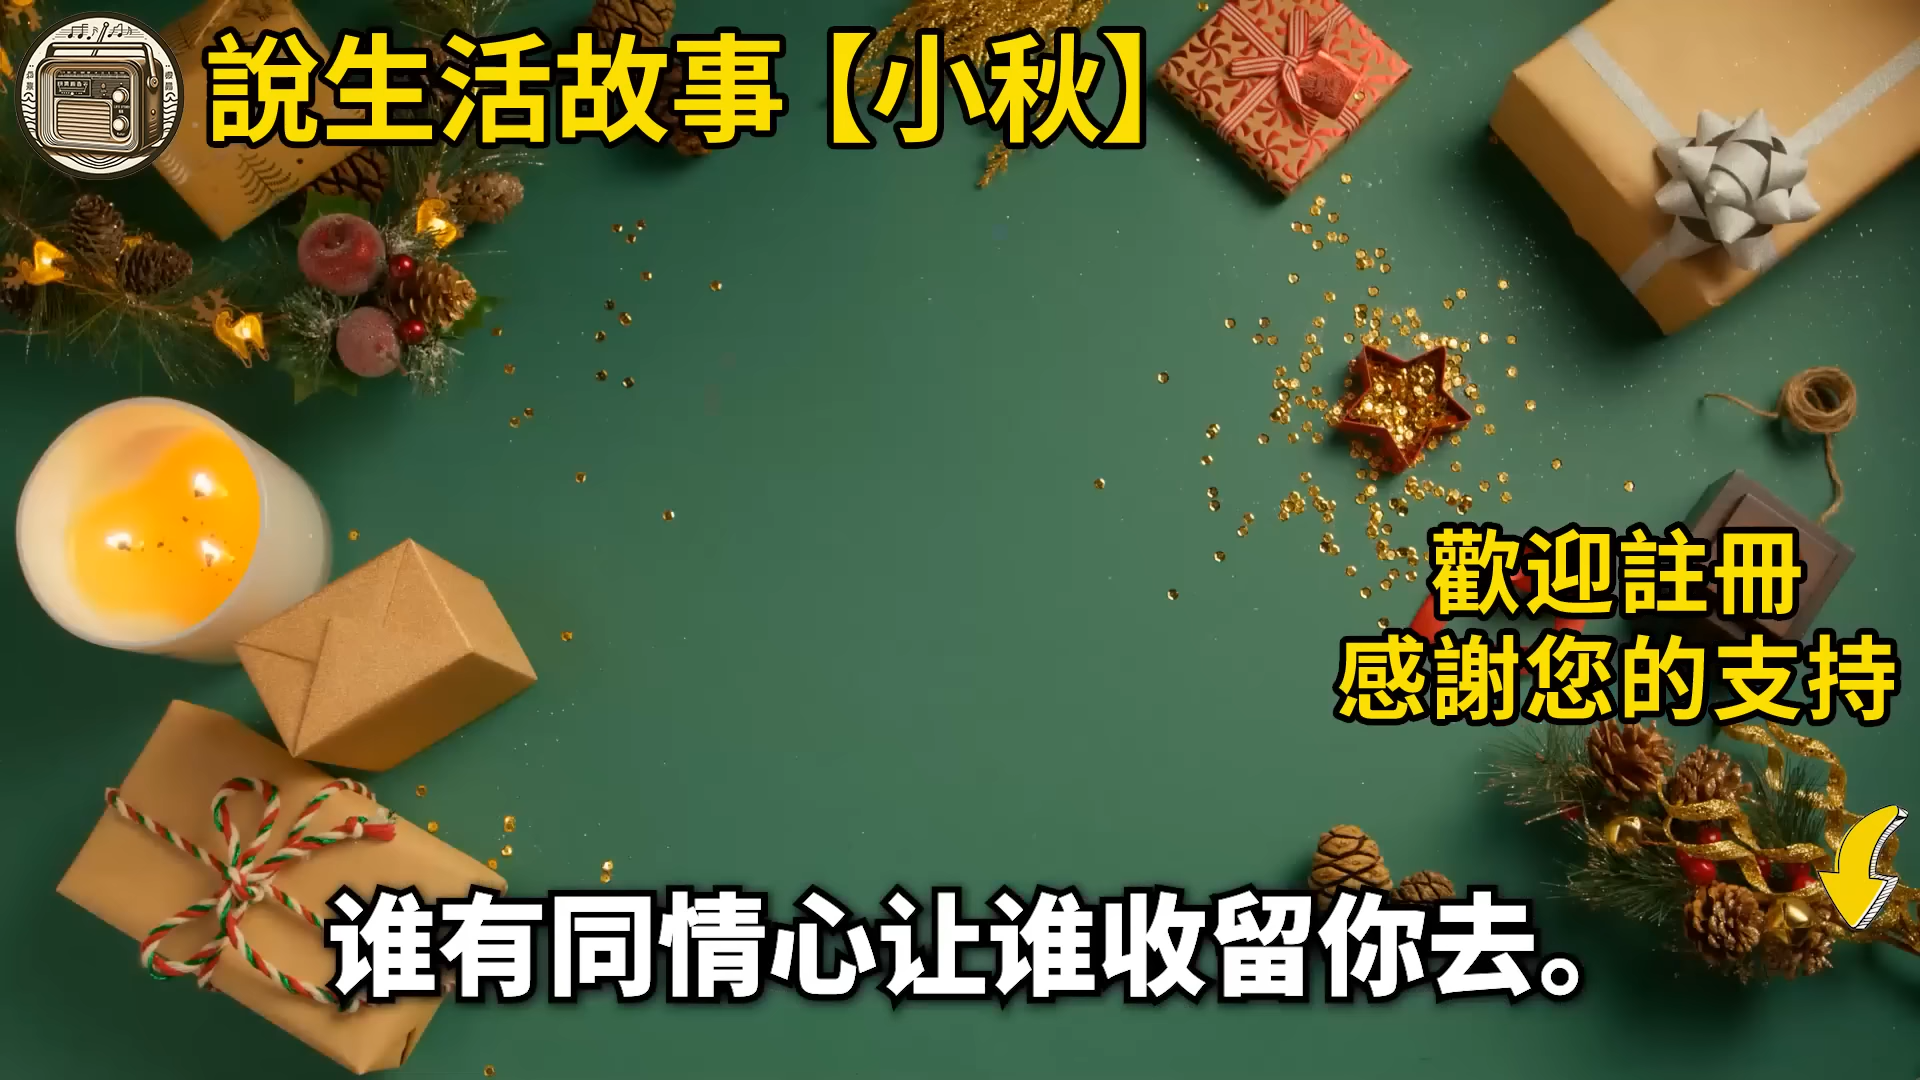 說生活故事【小秋】
歡迎註冊
感謝您的支持
谁有同情心让谁收留你去。